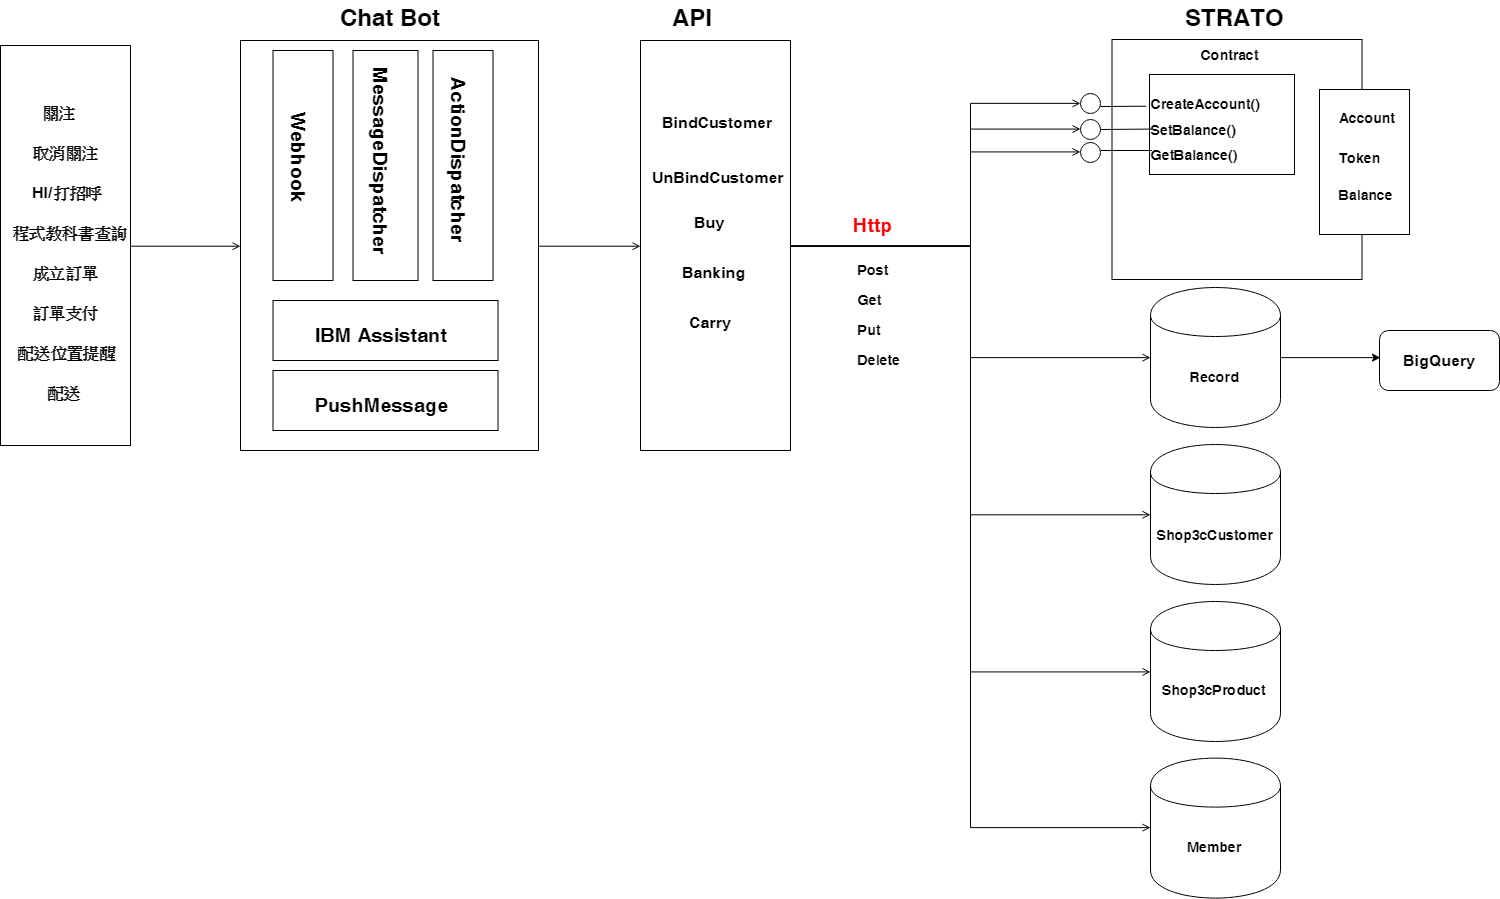 Chat Bot
API
STRATO
關注
取消關注
HI/打招呼
程式教科書查詢
成立訂單
訂單支付
配送位置提醒
配送
Webhook
MessageDispatcher
ActionDispatcher
IBM Assistant
PushMessage
BindCustomer
UnBindCustomer
Buy
Banking
Carry
Http
Post
Get
Put
Delete
Contract
CreateAccount()
SetBalance()
GetBalance()
Account
Token
Balance
Record
BigQuery
Shop3cCustomer
Shop3cProduct
Member